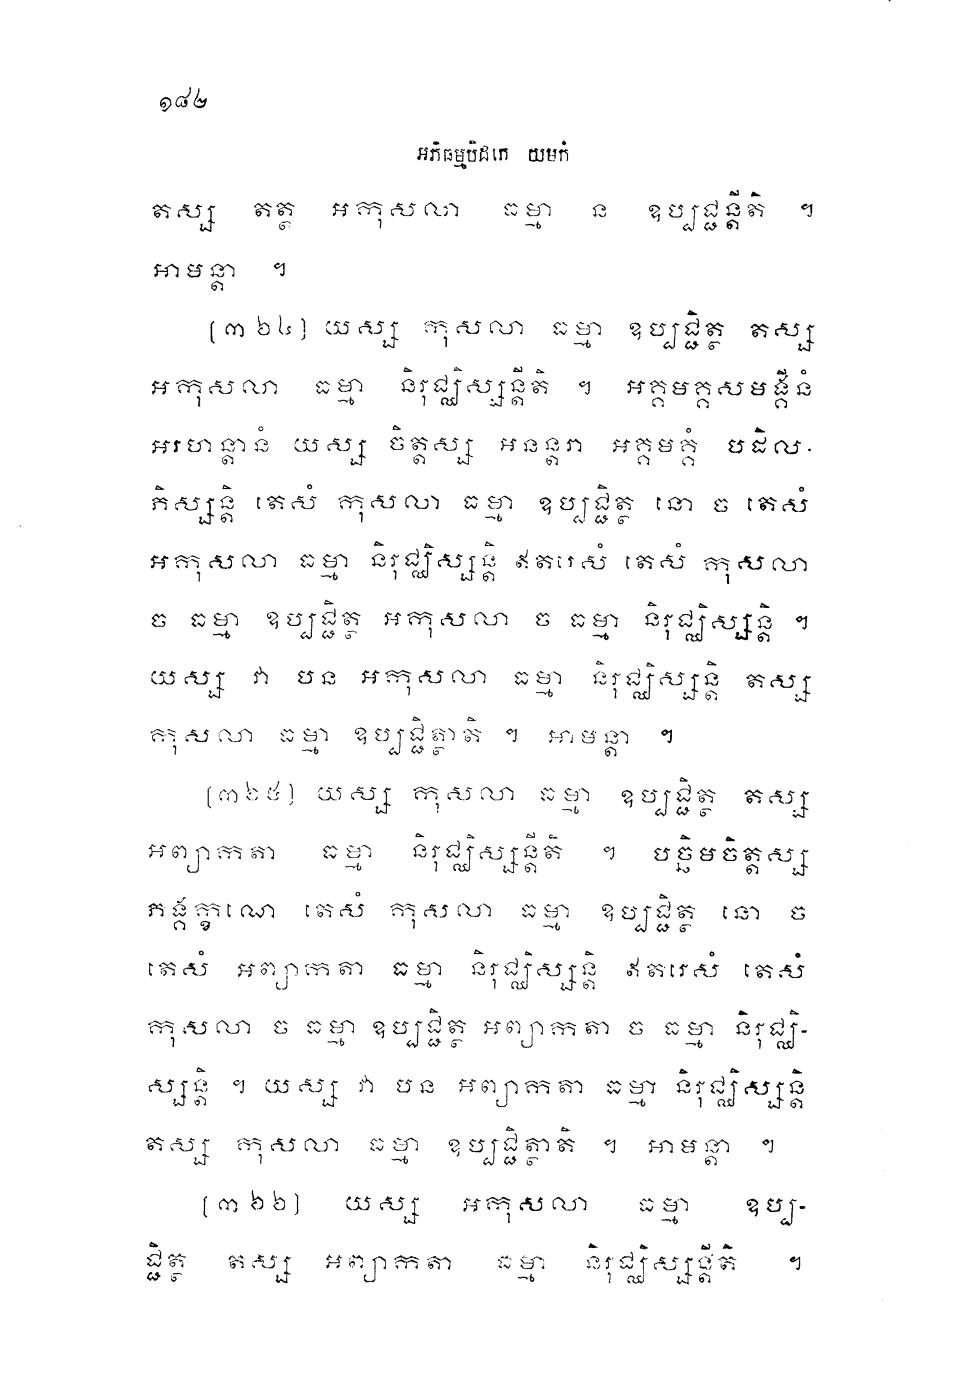 ១៨២
អភិធម្មបិដកេ យមកំ
តស្ស តត្ថ អកុសលា ធម្មា ន ឧប្បជ្ជន្តីតិ ។
អាមន្តា ។
(៣៦៤) យស្ស កុសលា ធម្មា ឧប្បជ្ជិត្ថ តស្ស
អកុសលា ធម្មា និរុជ្ឈិស្សន្តីតិ ។ អគ្គមគ្គសមង្គីនំ
អរហន្តានំ យស្ស ចិត្តស្ស អនន្តរា អគ្គមគ្គំ បដិល-
ភិស្សន្តិ តេសំ កុសលា ធម្មា ឧប្បជ្ជិត្ថ នោ ច តេសំ
អកុសលា ធម្មា និរុជ្ឈិស្សន្តិ ឥតរេសំ តេសំ កុសលា
ច ធម្មា ឧប្បជ្ជិត្ថ អកុសលា ច ធម្មា និរុជ្ឈិស្សន្តិ ។
យស្ស វា បន អកុសលា ធម្មា និរុជ្ឈិស្សន្តិ តស្ស
កុសលា ធម្មា ឧប្បជ្ជិត្ថាតិ ។ អាមន្តា ។
(៣៦៥) យស្ស កុសលា ធម្មា ឧប្បជ្ជិត្ថ តស្ស
អព្យាកតា ធម្មា និរុជ្ឈិស្សន្តីតិ ។ បច្ឆិមចិត្តស្ស
ភង្គក្ខណេ តេសំ កុសលា ធម្មា ឧប្បជ្ជិត្ថ នោ ច
តេសំ អព្យាកតា ធម្មា និរុជ្ឈិស្សន្តិ ឥតរេសំ តេសំ
កុសលា ច ធម្មា ឧប្បជ្ជិត្ថ អព្យាកតា ច ធម្មា និរុជ្ឈិ-
ស្សន្តិ ។ យស្ស វា បន អព្យាកតា ធម្មា និរុជ្ឈិស្សន្តិ
តស្ស កុសលា ធម្មា ឧប្បជ្ជិត្ថាតិ ។ អាមន្តា ។
(៣៦៦) យស្ស អកុសលា ធម្មា ឧប្ប-
ជ្ជិត្ថ តស្ស អព្យាកតា ធម្មា និរុជ្ឈិស្សន្តីតិ ។